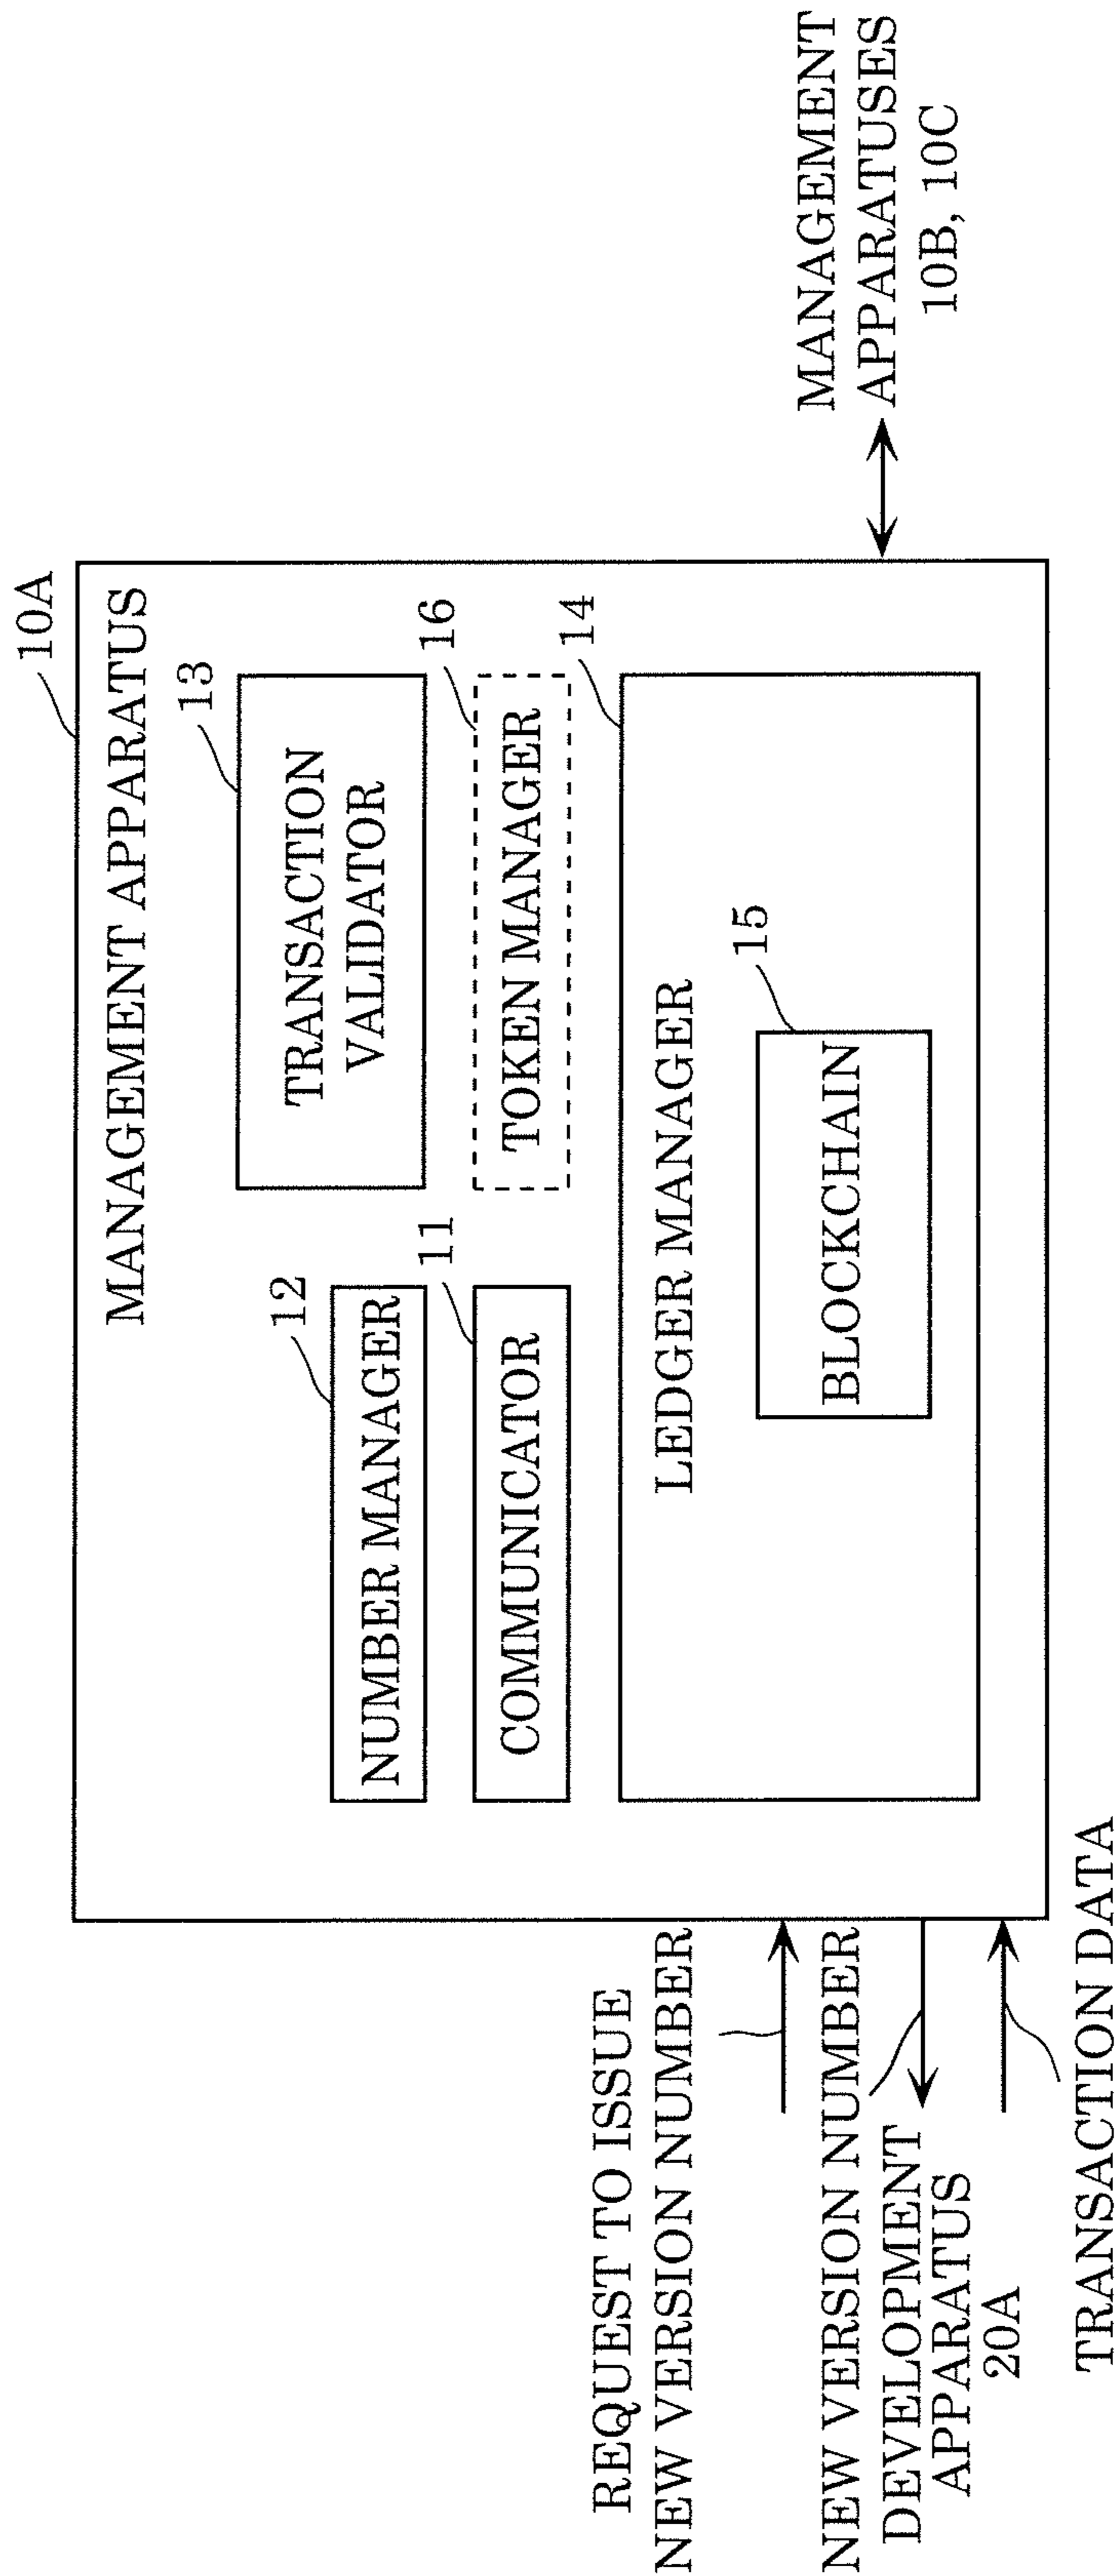 10A
MANAGEMENT APPARATUS
12
NUMBER MANAGER
13
TRANSACTION
VALIDATOR
11
COMMUNICATOR
16
TOKEN MANAGER
14
LEDGER MANAGER
15
BLOCKCHAIN
REQUEST TO ISSUE
NEW VERSION NUMBER
NEW VERSION NUMBER
DEVELOPMENT
APPARATUS
20A
TRANSACTION DATA
MANAGEMENT
APPARATUSES
10B, 10C